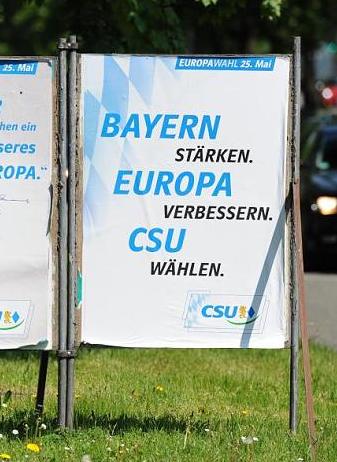 25. Mai
hen ein
seres
ROPA."
EUROPAWAHL 25. Mai
BAYERN
STÄRKEN.
EUROPA
VERBESSERN.
CSU
WÄHLEN.
CSU
CSU